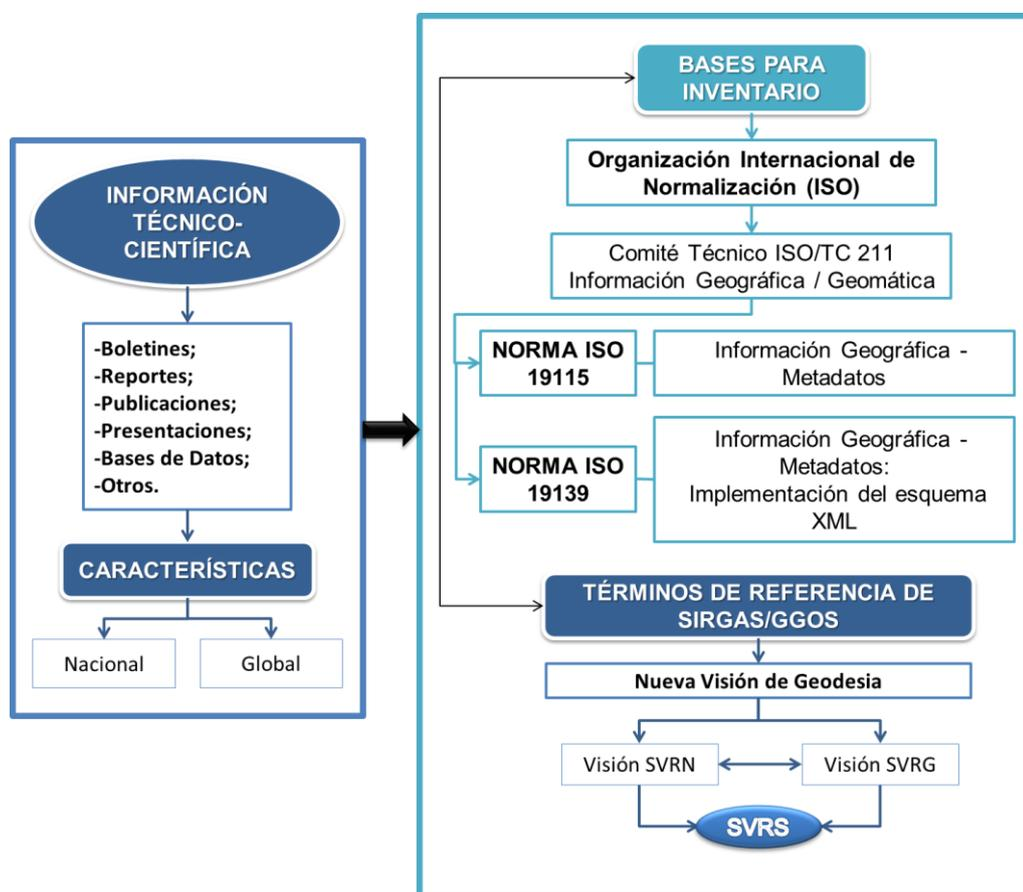 INFORMACIÓN
TÉCNICO-
CIENTÍFICA
-Boletines;
-Reportes;
-Publicaciones;
-Presentaciones;
-Bases de Datos;
-Otros.
CARACTERÍSTICAS
Nacional
Global
BASES PARA
INVENTARIO
Organización Internacional de
Normalización (ISO)
Comité Técnico ISO/TC 211
Información Geográfica / Geomática
NORMA ISO
19115
Información Geográfica -
Metadatos
NORMA ISO
19139
Información Geográfica -
Metadatos:
Implementación del esquema
XML
TÉRMINOS DE REFERENCIA DE
SIRGAS/GGOS
Nueva Visión de Geodesia
Visión SVRN
Visión SVRG
SVRS